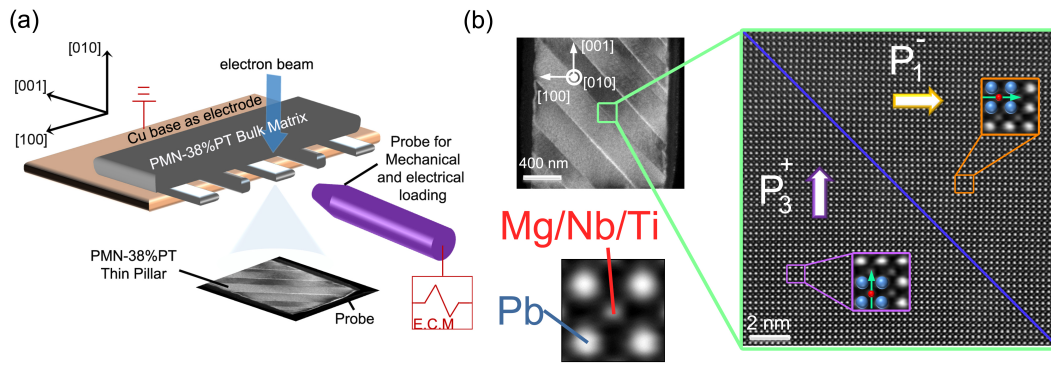 (a)
[010]
[001]
[100]
electron beam
Cu base as electrode
PMN-38%PT Bulk Matrix
Probe for
Mechanical
and electrical
loading
PMN-38%PT
Thin Pillar
Probe
E.C.M
(b)
[001]
[010]
[100]
400 nm
Mg/Nb/Ti
Pb
P1-
P3+
2 nm